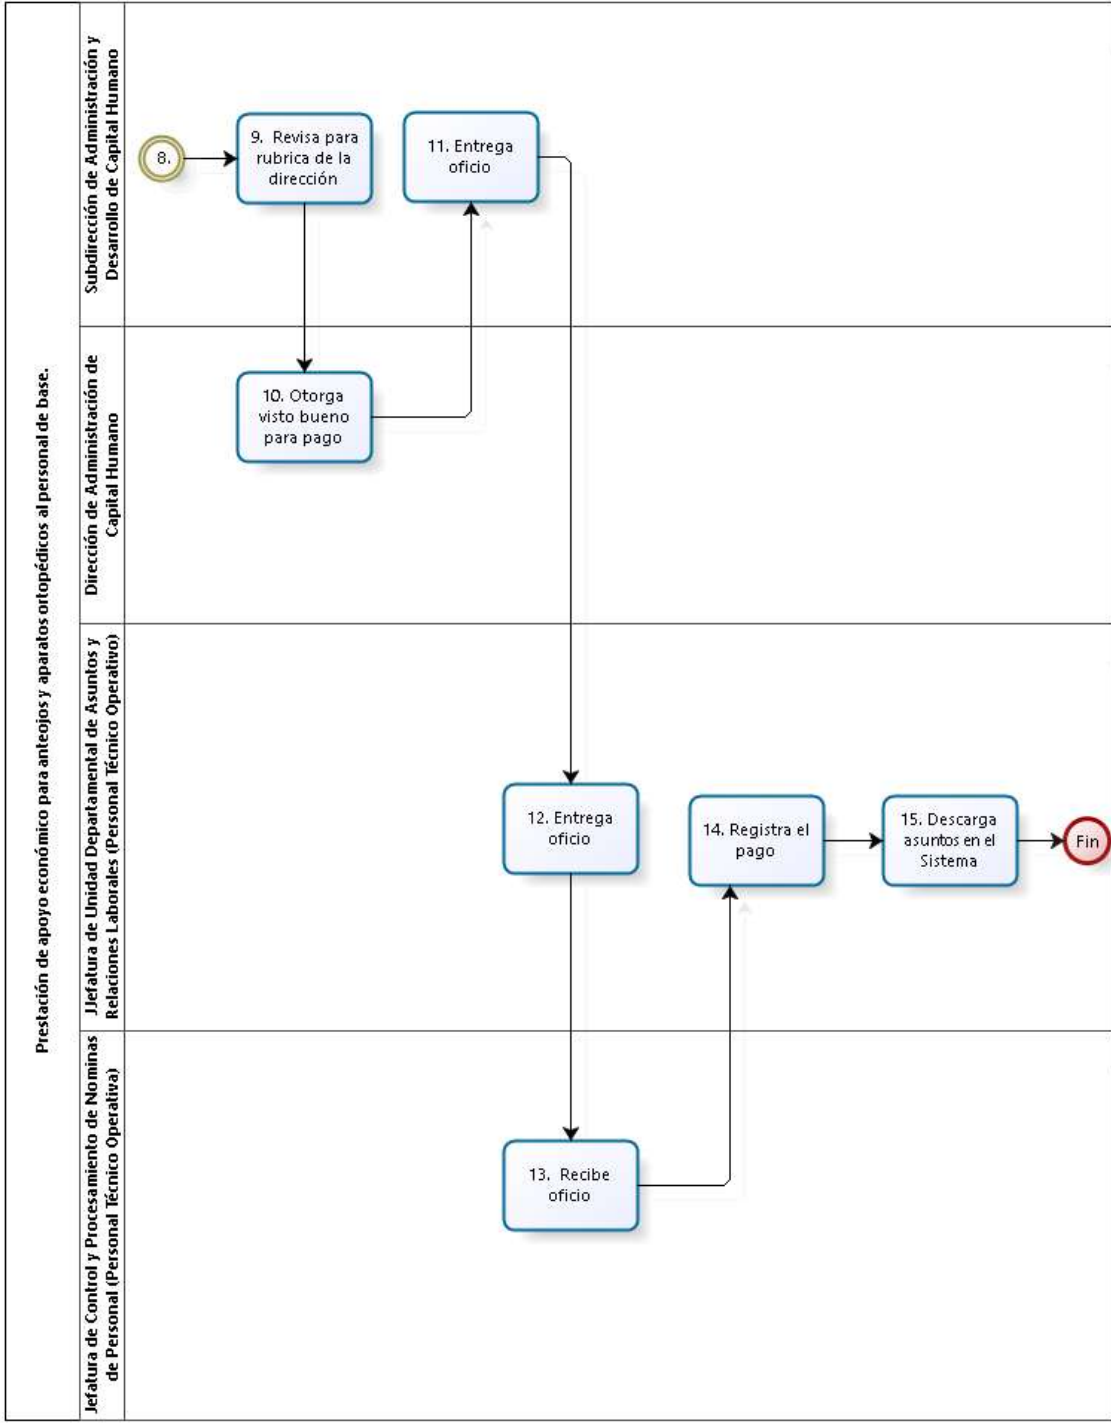 Prestación de apoyo económico para anteojos y aparatos ortopédicos al personal de base.
Subdirección de Administración y
Desarrollo de Capital Humano
8.
9. Revisa para
rubrica de la
dirección
11. Entrega
oficio
Dirección de Administración de
Capital Humano
10. Otorga
visto bueno
para pago
JJefatura de Unidad Departamental de Asuntos y
Relaciones Laborales (Personal Técnico Operativo)
12. Entrega
oficio
14. Registra el
pago
15. Descarga
asuntos en el
Sistema
Fin
Jefatura de Control y Procesamiento de Nominas
de Personal (Personal Técnico Operativa)
13. Recibe
oficio